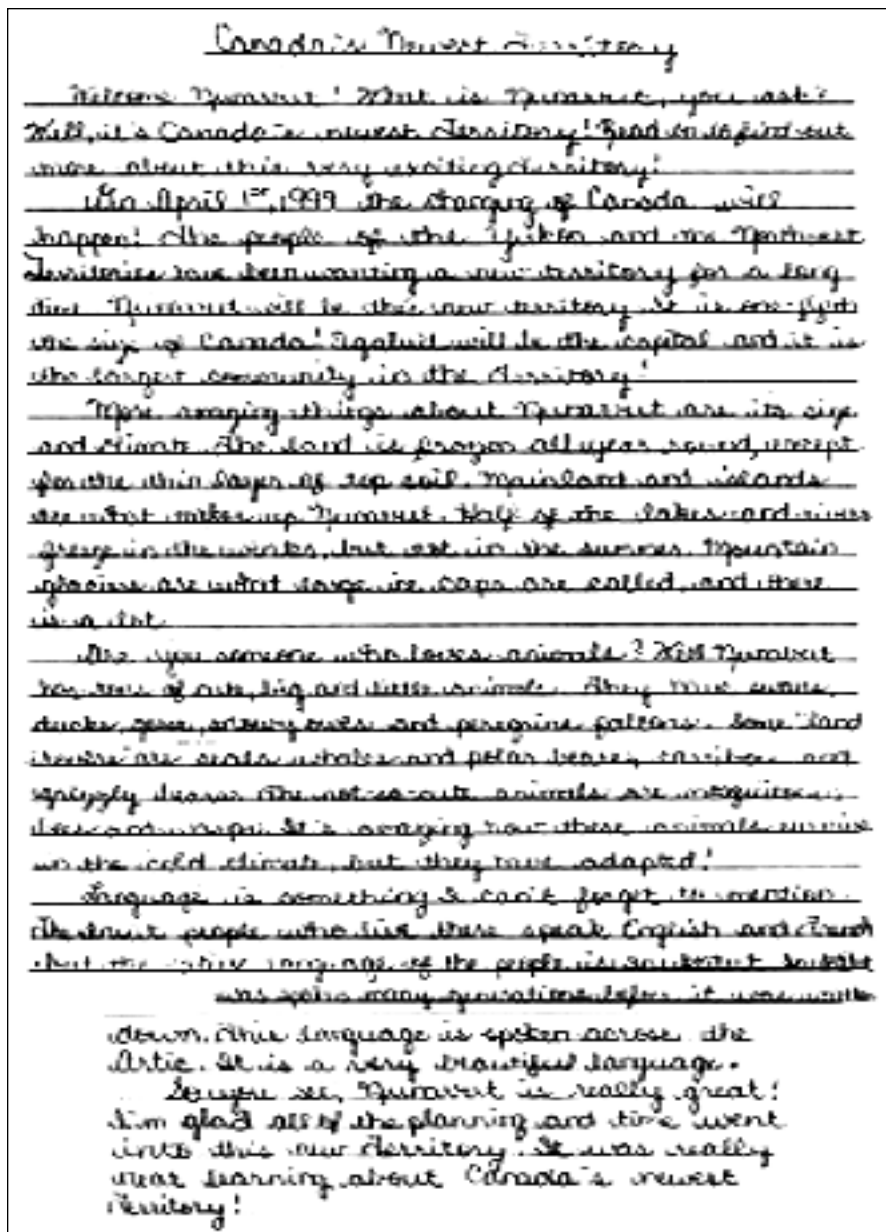 Canada's Newest Territory
Welcome Nunavut! What is Nunavut, you ask?
Well, it's Canada's newest Territory! Read on to find out
more about this very exciting territory!
On April 1st, 1999 the changing of Canada will
happen! The people of the Yukon and the Northwest
Territories have been wanting a new territory for a long
time. Nunavut will be this new territory. It is one-fifth
the size of Canada! Iqaluit will be the capital and it is
the largest community in the territory!
More amazing things about Nunavut are its size
and climate. The land is frozen all year round, except
for the thin layer of top soil. Mainland and islands
are what makes up Nunavut. Half of the lakes and rivers
freeze in the winter, but not in the summer. Mountain
glaciers are what large ice caps are called, and there
is a lot.
Are you someone who loves animals? Well Nunavut
has tons of cute, big and little animals. They have swans,
ducks, geese, snowy owls and peregrine falcons. Some land
are seals whales and polar bears, carribou and
grizzly bears. The not-so-cute animals are mosquitoes,
It's amazing how these animals survive
in the cold climate, but they have adapted!
Language is something I can't forget to mention.
The Inuit people who live there speak English and French
but the native language of the people is Inuktitut. Inuktitut
was spoken many generations before it was written
down. This language is spoken across the
Artic. It is a very beautiful language.
So you see, Nunavut is really great!
I'm glad all of the planning and time went
into this new territory. It was really
neat learning about Canada's newest
Territory!